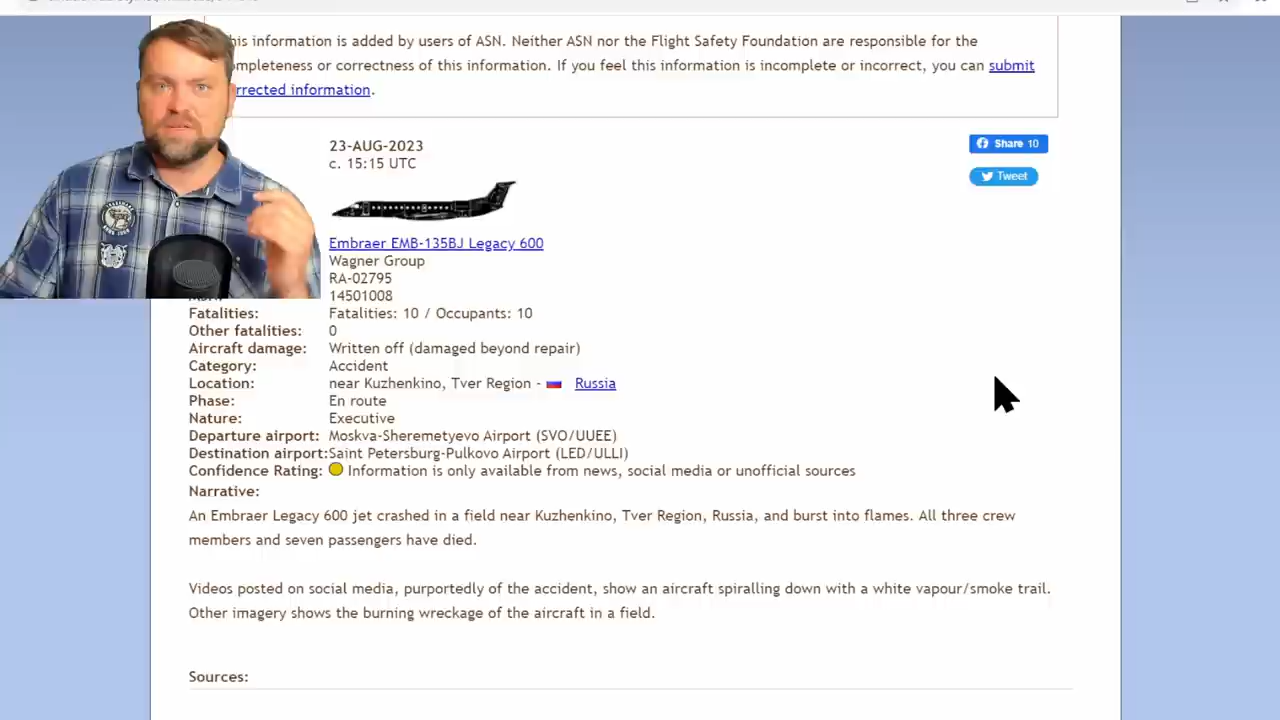 this information is added by users of ASN. Neither ASN nor the Flight Safety Foundation are responsible for the
mpleteness or correctness of this information. If you feel this information is incomplete or incorrect, you can submit
rrected information.
23-AUG-2023
c. 15:15 UTC
Share 10
Tweet
Embraer EMB-135BJ Legacy 600
Wagner Group
RA-02795
14501008
Fatalities: Fatalities: 10 / Occupants: 10
Other fatalities: 0
Aircraft damage: Written off (damaged beyond repair)
Category: Accident
Location: near Kuzhenkino, Tver Region - Russia
Phase: En route
Nature: Executive
Departure airport: Moskva-Sheremetyevo Airport (SVO/UUEE)
Destination airport: Saint Petersburg-Pulkovo Airport (LED/ULLI)
Confidence Rating: Information is only available from news, social media or unofficial sources
Narrative:
An Embraer Legacy 600 jet crashed in a field near Kuzhenkino, Tver Region, Russia, and burst into flames. All three crew
members and seven passengers have died.
Videos posted on social media, purportedly of the accident, show an aircraft spiralling down with a white vapour/smoke trail.
Other imagery shows the burning wreckage of the aircraft in a field.
Sources: